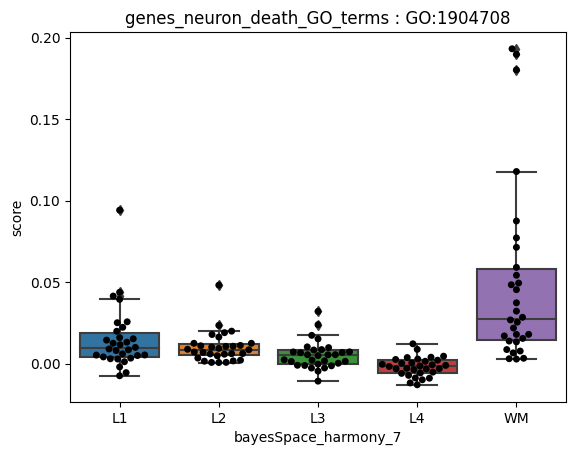 genes_neuron_death_GO_terms : GO:1904708
0.20
0.15
0.10
0.05
0.00
score
L1 L2 L3 L4 WM
bayesSpace_harmony_7